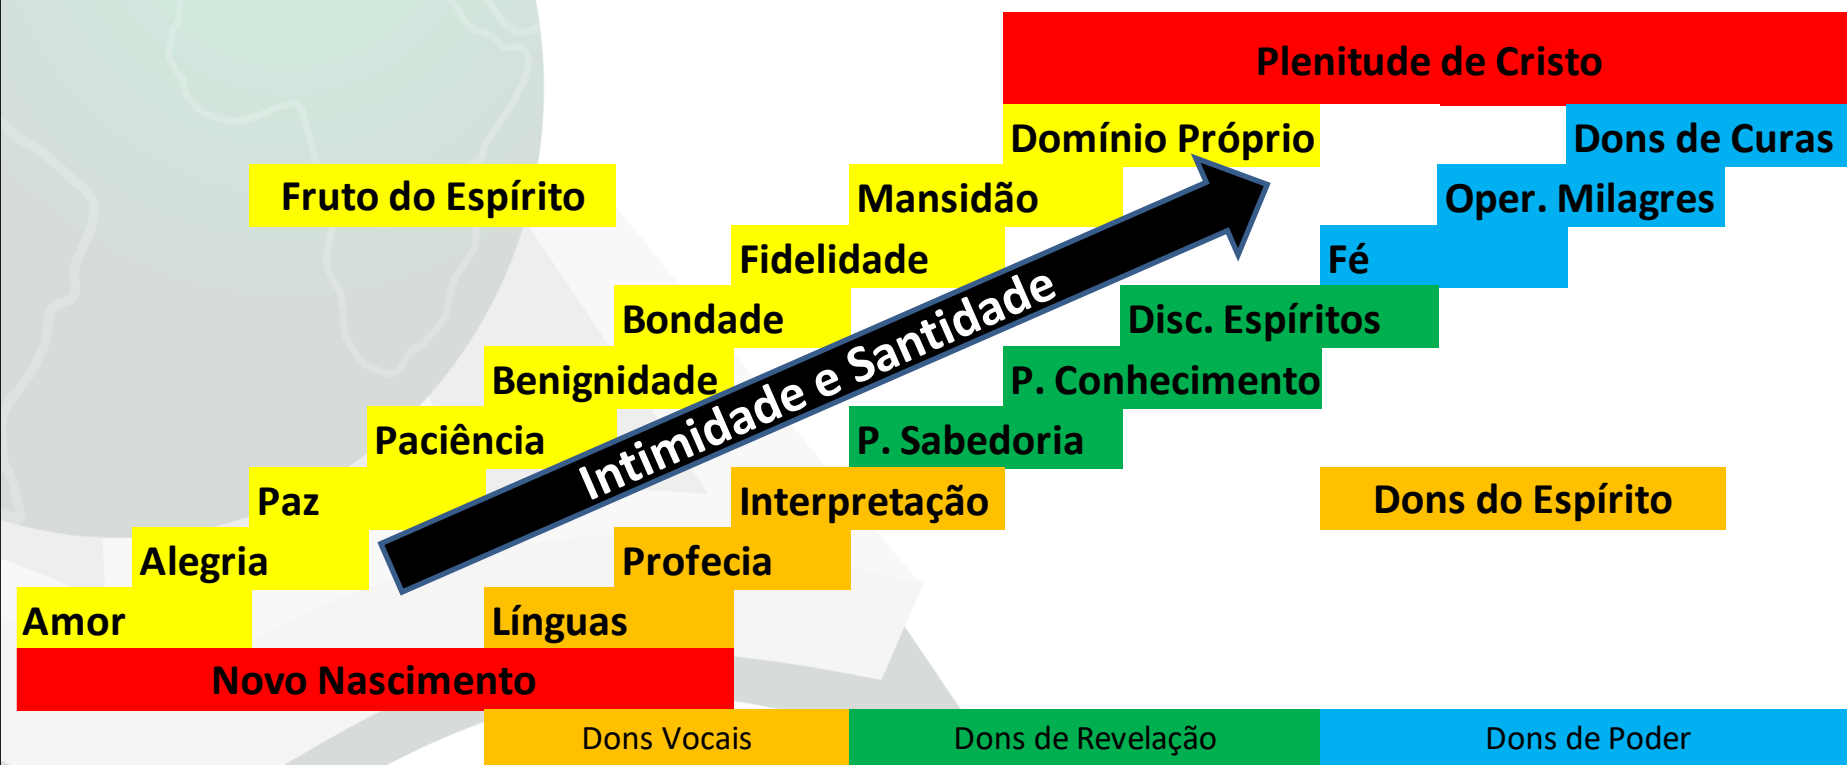 Plenitude de Cristo
Domínio Próprio
Dons de Curas
Fruto do Espírito
Mansidão
Oper. Milagres
Fidelidade
Fé
Bondade
Disc. Espíritos
Intimidade e Santidade
Benignidade
P. Conhecimento
Paciência
P. Sabedoria
Paz
Interpretação
Dons do Espírito
Alegria
Profecia
Amor
Línguas
Novo Nascimento
Dons Vocais
Dons de Revelação
Dons de Poder